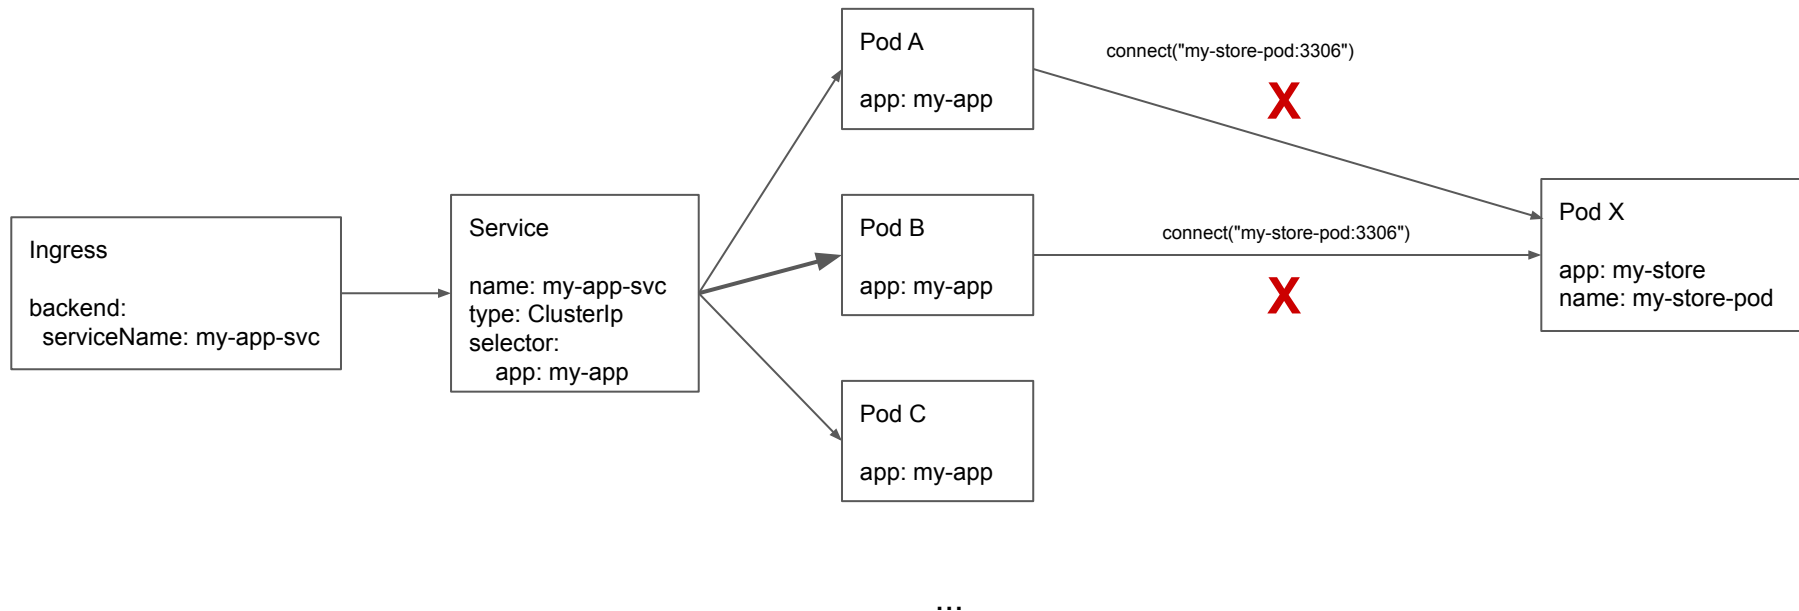 Ingress
backend:
serviceName: my-app-svc
Service
name: my-app-svc
type: ClusterIp
selector:
app: my-app
Pod A
app: my-app
Pod B
app: my-app
Pod C
app: my-app
connect("my-store-pod:3306")
X
connect("my-store-pod:3306")
X
Pod X
app: my-store
name: my-store-pod
...